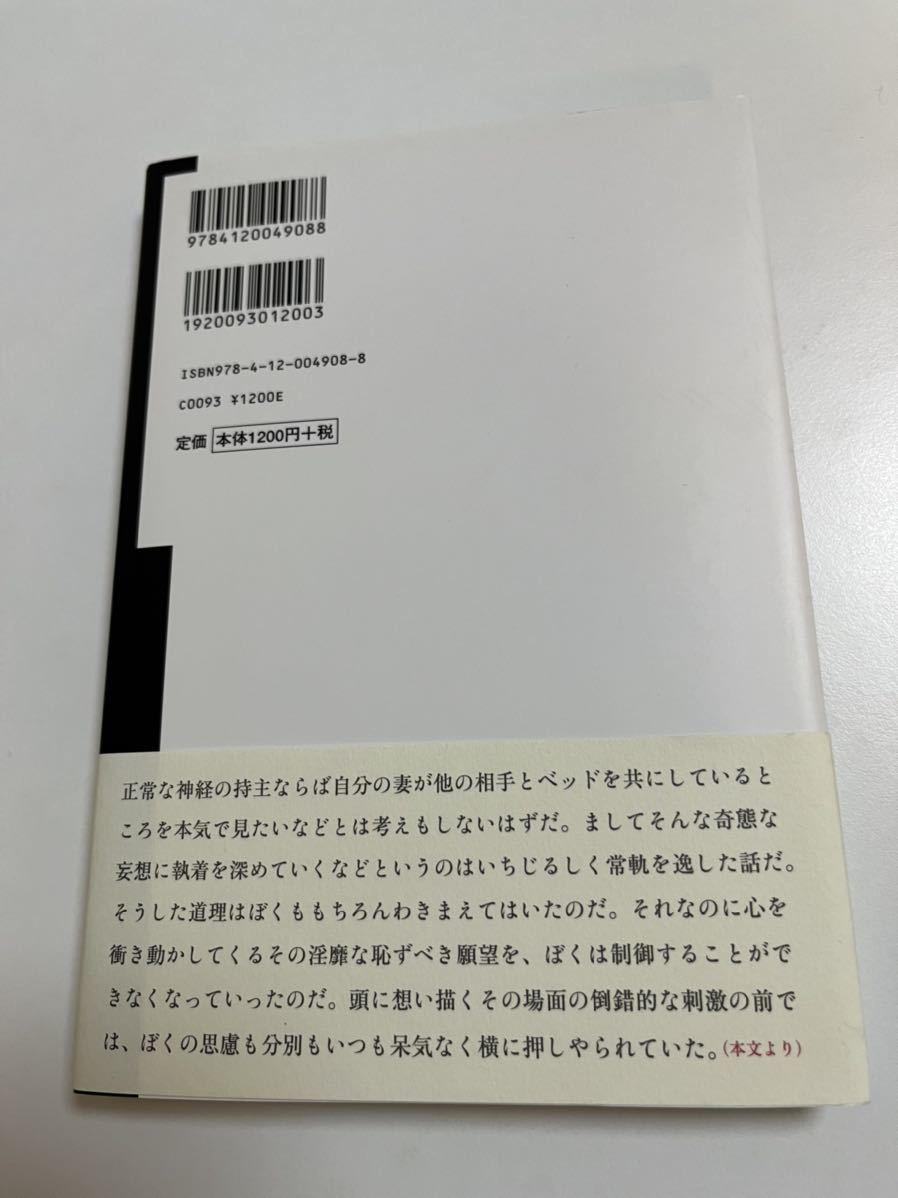 9784120049088
1920093012003
ISBN978-4-12-004908-8
C0093 ¥1200E
定価 本体1200円+税
正常な神経の持主ならば自分の妻が他の相手とベッドを共にしていると
ころを本気で見たいなどとは考えもしないはずだ。ましてそんな奇態な
妄想に執着を深めていくなどというのはいちじるしく常軌を逸した話だ。
そうした道理はぼくももちろんわきまえてはいたのだ。それなのに心を
衝き動かしてくるその淫靡な恥ずべき願望を、ぼくは制御することがで
きなくなっていったのだ。頭に想い描くその場面の倒錯的な刺激の前で
は、ぼくの思慮も分別もいつも呆気なく横に押しやられていた。(本文より)